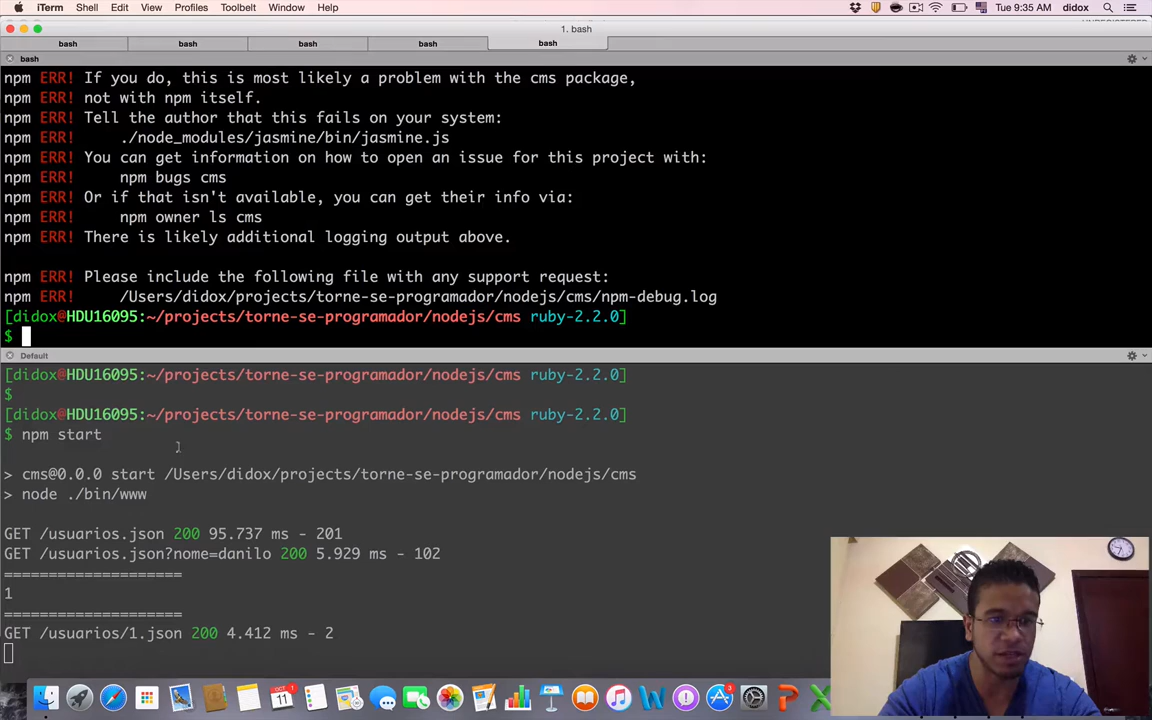 iTerm Shell Edit View Profiles Toolbelt Window Help Tue 9:35 AM didox
1. bash
bash bash bash bash bash
bash
npm ERR! If you do, this is most likely a problem with the cms package,
npm ERR! not with npm itself.
npm ERR! Tell the author that this fails on your system:
npm ERR! ./node_modules/jasmine/bin/jasmine.js
npm ERR! You can get information on how to open an issue for this project with:
npm ERR! npm bugs cms
npm ERR! Or if that isn't available, you can get their info via:
npm ERR! npm owner ls cms
npm ERR! There is likely additional logging output above.
npm ERR! Please include the following file with any support request:
npm ERR! /Users/didox/projects/torne-se-programador/nodejs/cms/npm-debug.log
[didox@HDU16095:~/projects/torne-se-programador/nodejs/cms ruby-2.2.0]
$
Default
[didox@HDU16095:~/projects/torne-se-programador/nodejs/cms ruby-2.2.0]
$
[didox@HDU16095:~/projects/torne-se-programador/nodejs/cms ruby-2.2.0]
$ npm start
> cms@0.0.0 start /Users/didox/projects/torne-se-programador/nodejs/cms
> node ./bin/www
GET /usuarios.json 200 95.737 ms - 201
GET /usuarios.json?nome=danilo 200 5.929 ms - 102
====================
1
====================
GET /usuarios/1.json 200 4.412 ms - 2